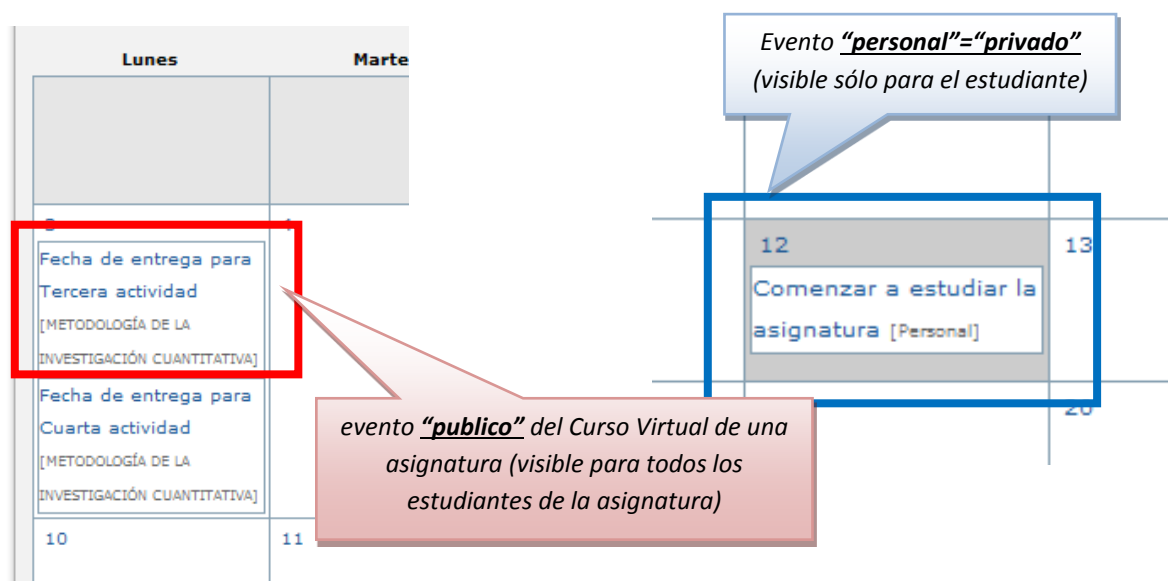 Lunes
Marte
Fecha de entrega para
Tercera actividad
[METODOLOGÍA DE LA
INVESTIGACIÓN CUANTITATIVA]
Fecha de entrega para
Cuarta actividad
[METODOLOGÍA DE LA
INVESTIGACIÓN CUANTITATIVA]
10
11
evento “publico” del Curso Virtual de una
asignatura (visible para todos los
estudiantes de la asignatura)
Evento “personal”=“privado”
(visible sólo para el estudiante)
12
13
Comenzar a estudiar la
asignatura [Personal]
20